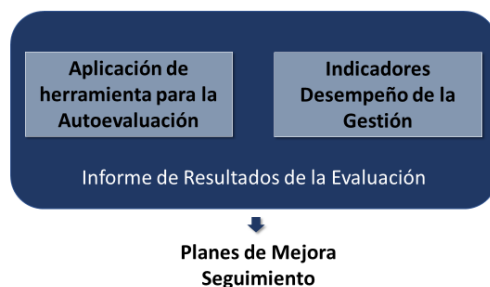 Aplicación de
herramienta para la
Autoevaluación
Indicadores
Desempeño de la
Gestión
Informe de Resultados de la Evaluación
Planes de Mejora
Seguimiento